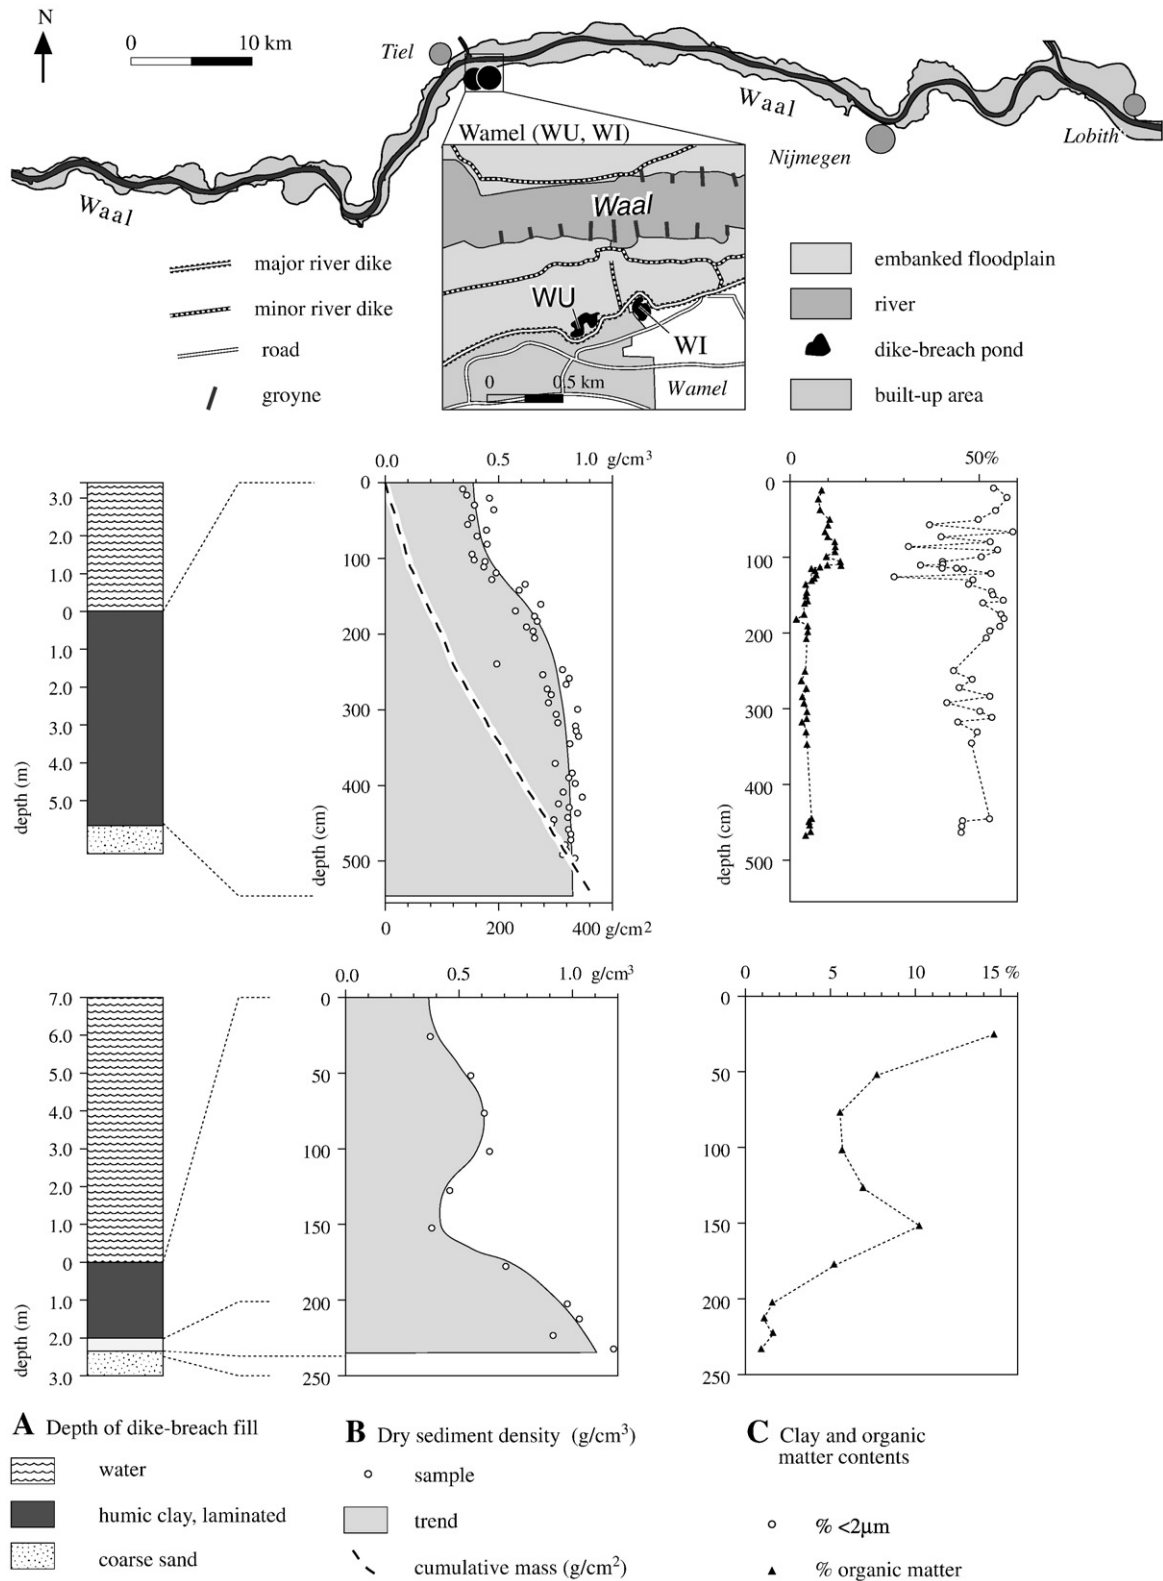 N
0 10 km
Tiel
Waal
Wamel (WU, WI)
Nijmegen
Lobith
Waal
Waal
WU
WI
0 0.5 km
Wamel
major river dike
minor river dike
road
groyne
embanked floodplain
river
dike-breach pond
built-up area
3.0
2.0
1.0
0
1.0
2.0
3.0
4.0
5.0
depth (m)
0.0 0.5 1.0 g/cm3
0
100
200
300
400
500
depth (cm)
0 200 400 g/cm2
0 50%
0
100
200
300
400
500
depth (cm)
7.0
6.0
5.0
4.0
3.0
2.0
1.0
0
1.0
2.0
3.0
depth (m)
0.0 0.5 1.0 g/cm3
0
50
100
150
200
250
0 5 10 15 %
0
50
100
150
200
250
A Depth of dike-breach fill
water
humic clay, laminated
coarse sand
B Dry sediment density (g/cm3)
sample
trend
cumulative mass (g/cm2)
C Clay and organic
matter contents
% <2µm
% organic matter